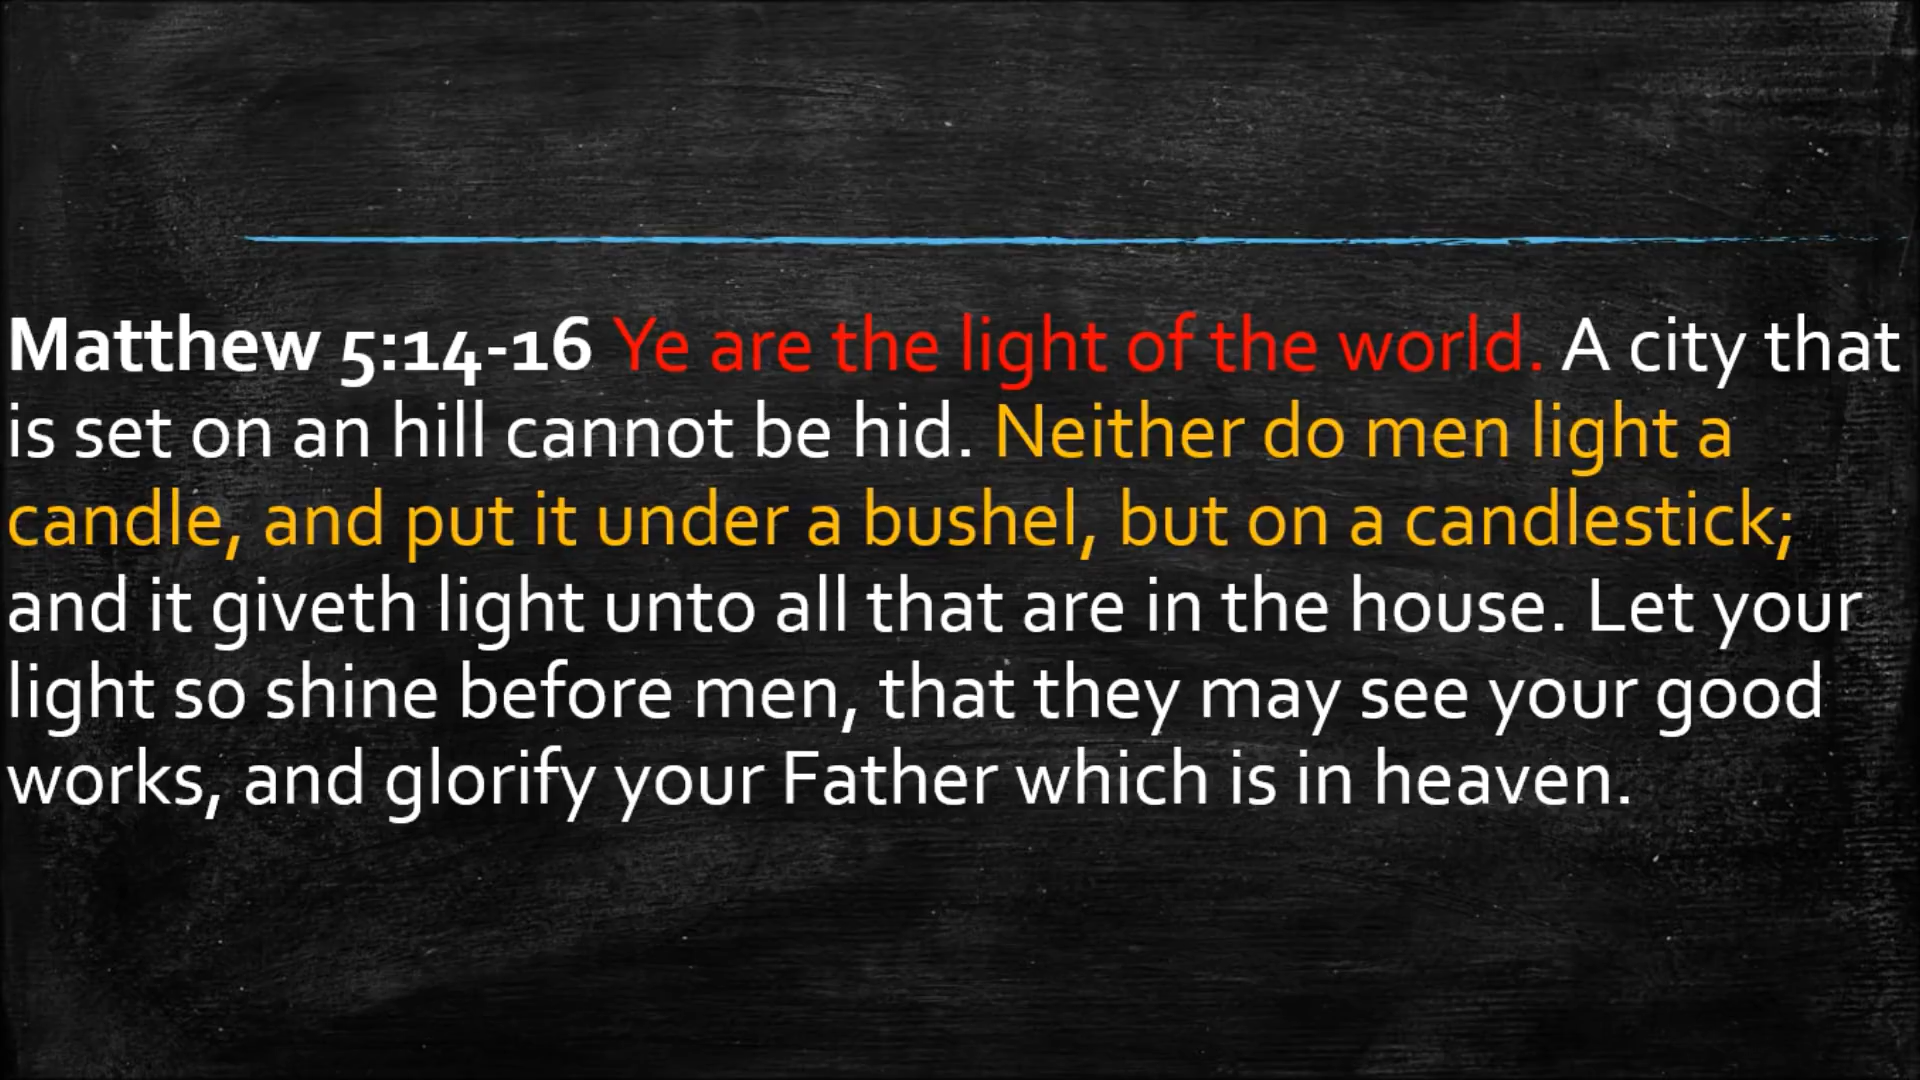 Matthew 5:14-16 Ye are the light of the world. A city that
is set on an hill cannot be hid. Neither do men light a
candle, and put it under a bushel, but on a candlestick;
and it giveth light unto all that are in the house. Let your
light so shine before men, that they may see your good
works, and glorify your Father which is in heaven.